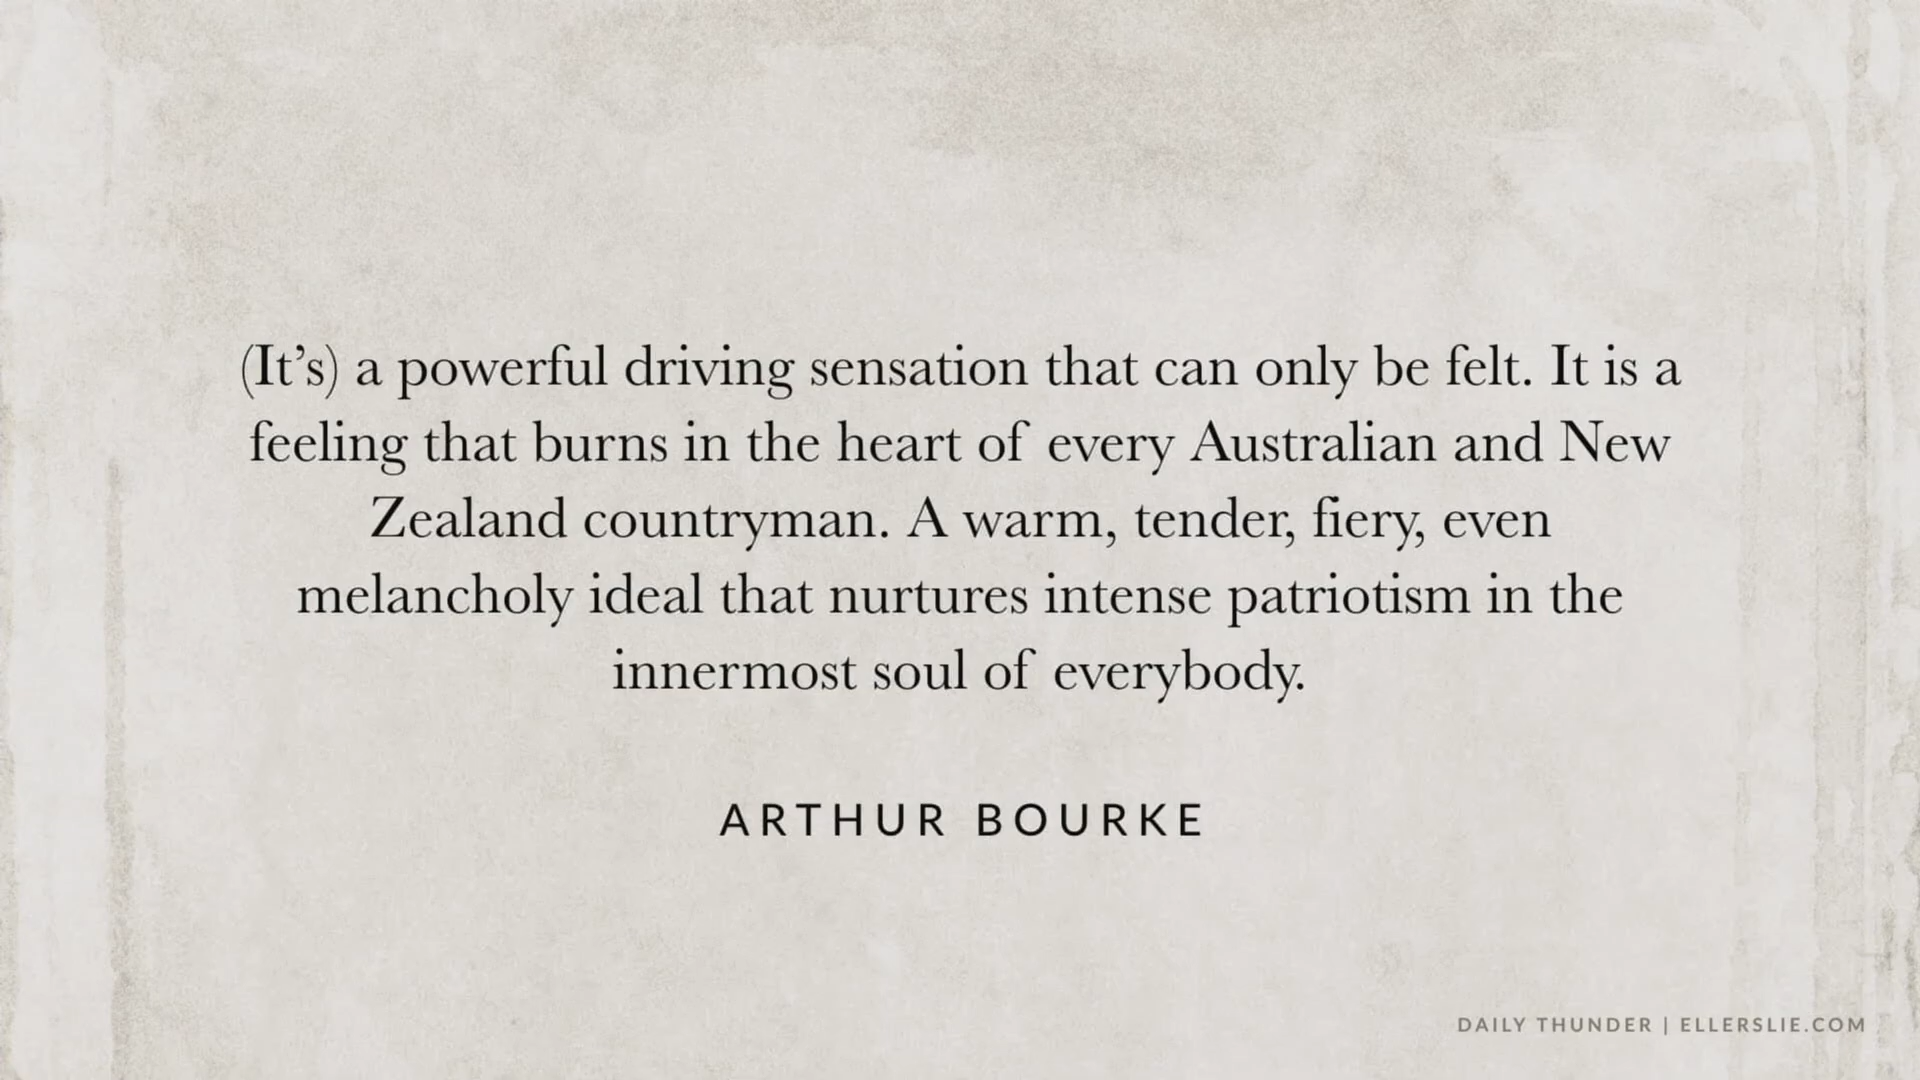 (It’s) a powerful driving sensation that can only be felt. It is a
feeling that burns in the heart of every Australian and New
Zealand countryman. A warm, tender, fiery, even
melancholy ideal that nurtures intense patriotism in the
innermost soul of everybody.
ARTHUR BOURKE
DAILY THUNDER | ELLERSLIE.COM